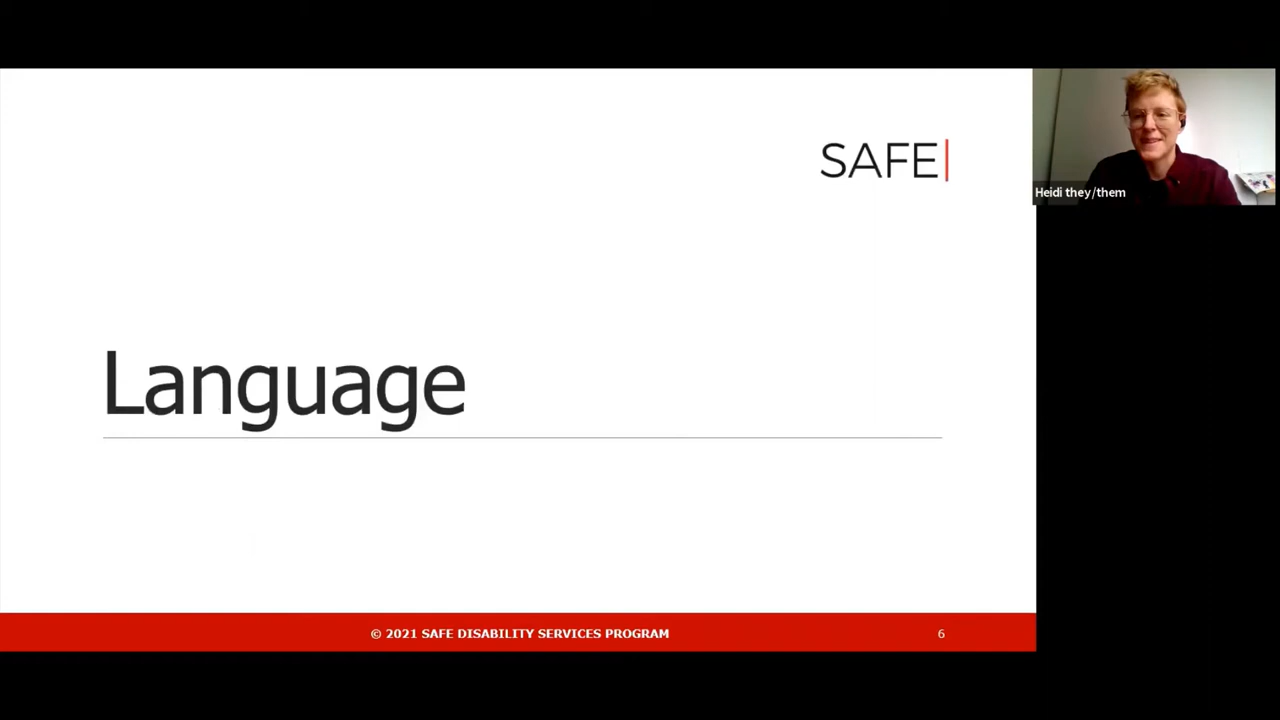 SAFE
Heidi they/them
Language
© 2021 SAFE DISABILITY SERVICES PROGRAM
6